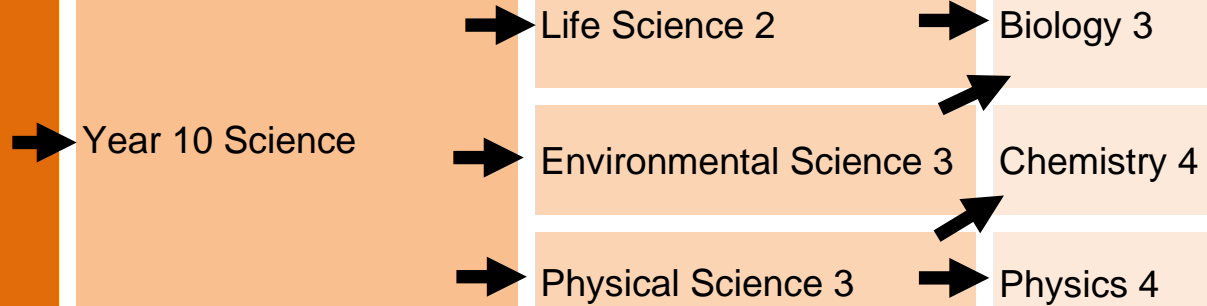 Life Science 2
Biology 3
Year 10 Science
Environmental Science 3
Chemistry 4
Physical Science 3
Physics 4